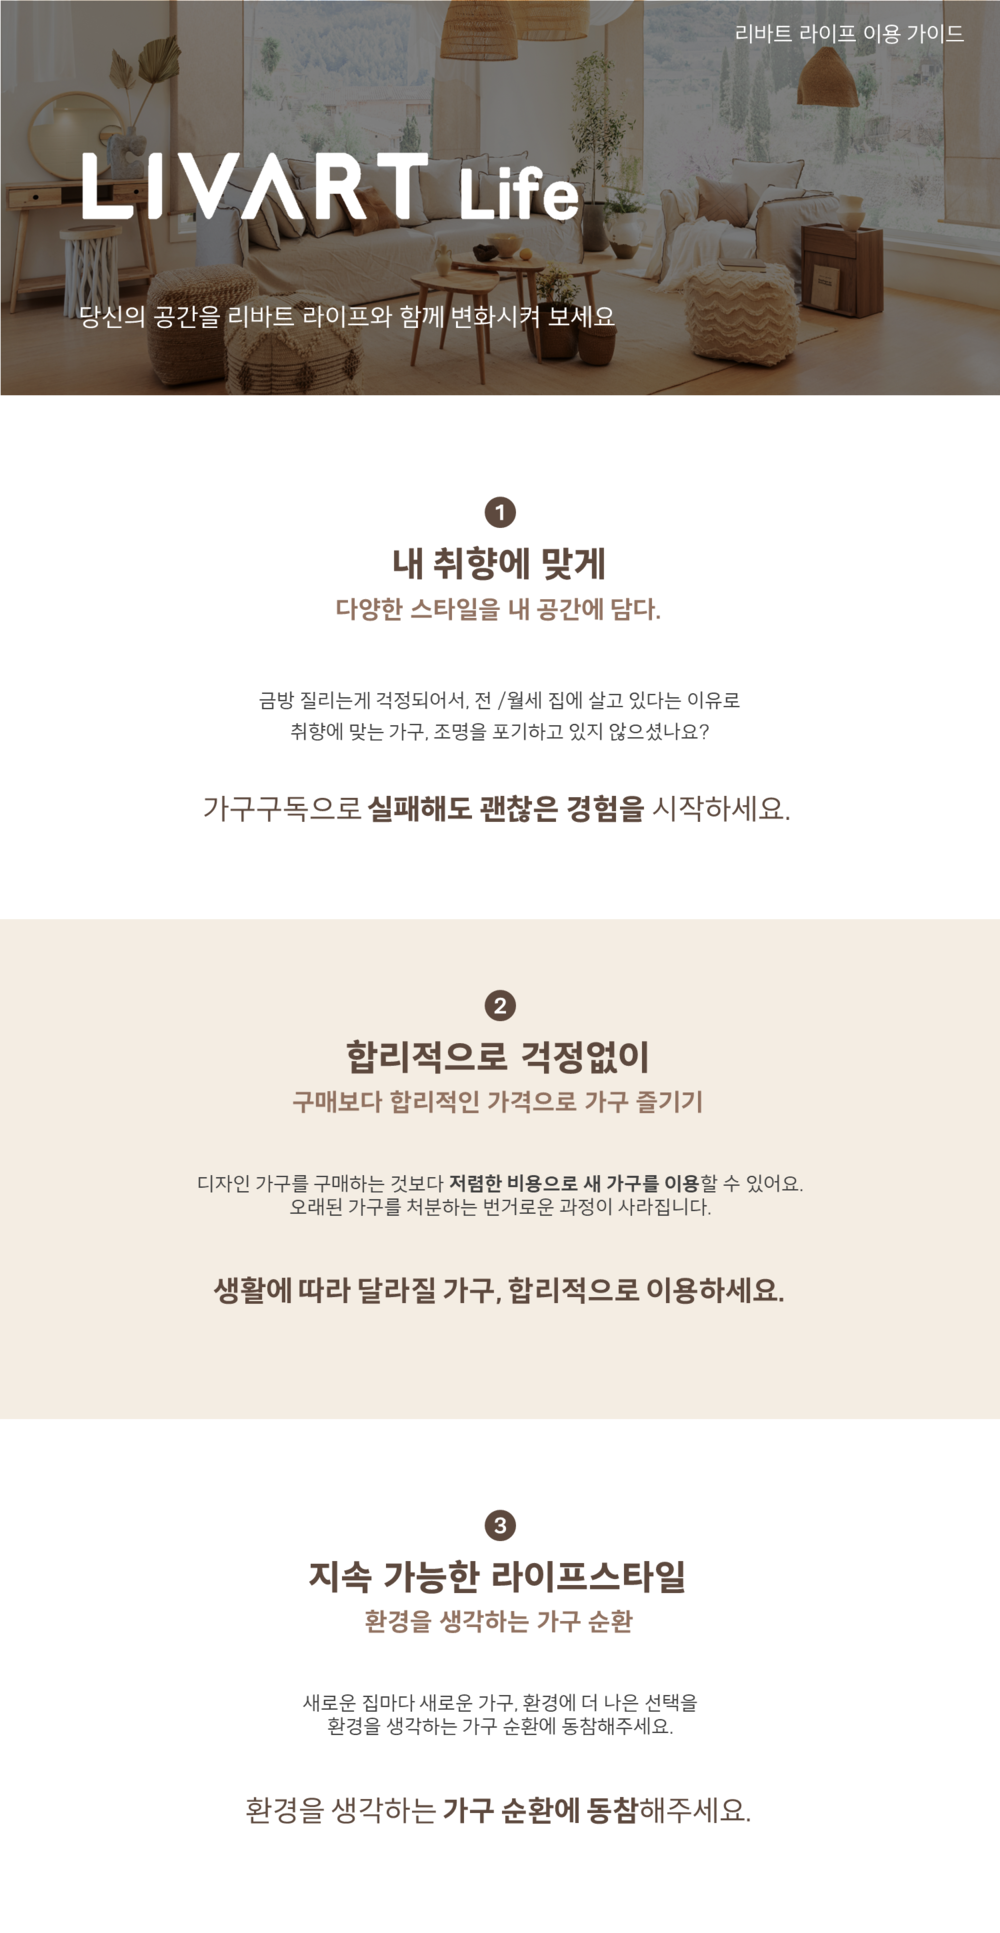 리바트 라이프 이용 가이드
LIVART Life
당신의 공간을 리바트 라이프와 함께 변화시켜 보세요
1
내 취향에 맞게
다양한 스타일을 내 공간에 담다.
금방 질리는게 걱정되어서, 전 /월세 집에 살고 있다는 이유로
취향에 맞는 가구, 조명을 포기하고 있지 않으셨나요?
가구구독으로 실패해도 괜찮은 경험을 시작하세요.
2
합리적으로 걱정없이
구매보다 합리적인 가격으로 가구 즐기기
디자인 가구를 구매하는 것보다 저렴한 비용으로 새 가구를 이용할 수 있어요.
오래된 가구를 처분하는 번거로운 과정이 사라집니다.
생활에 따라 달라질 가구, 합리적으로 이용하세요.
3
지속 가능한 라이프스타일
환경을 생각하는 가구 순환
새로운 집마다 새로운 가구, 환경에 더 나은 선택을
환경을 생각하는 가구 순환에 동참해주세요.
환경을 생각하는 가구 순환에 동참해주세요.